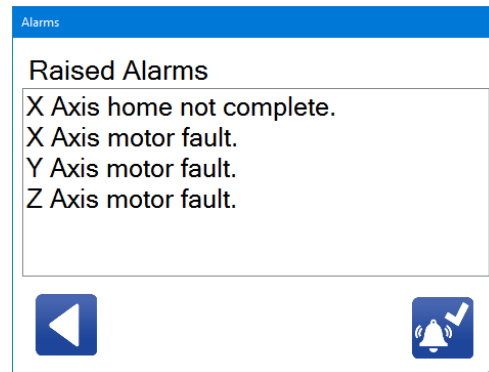 Alarms
Raised Alarms
X Axis home not complete.
X Axis motor fault.
Y Axis motor fault.
Z Axis motor fault.